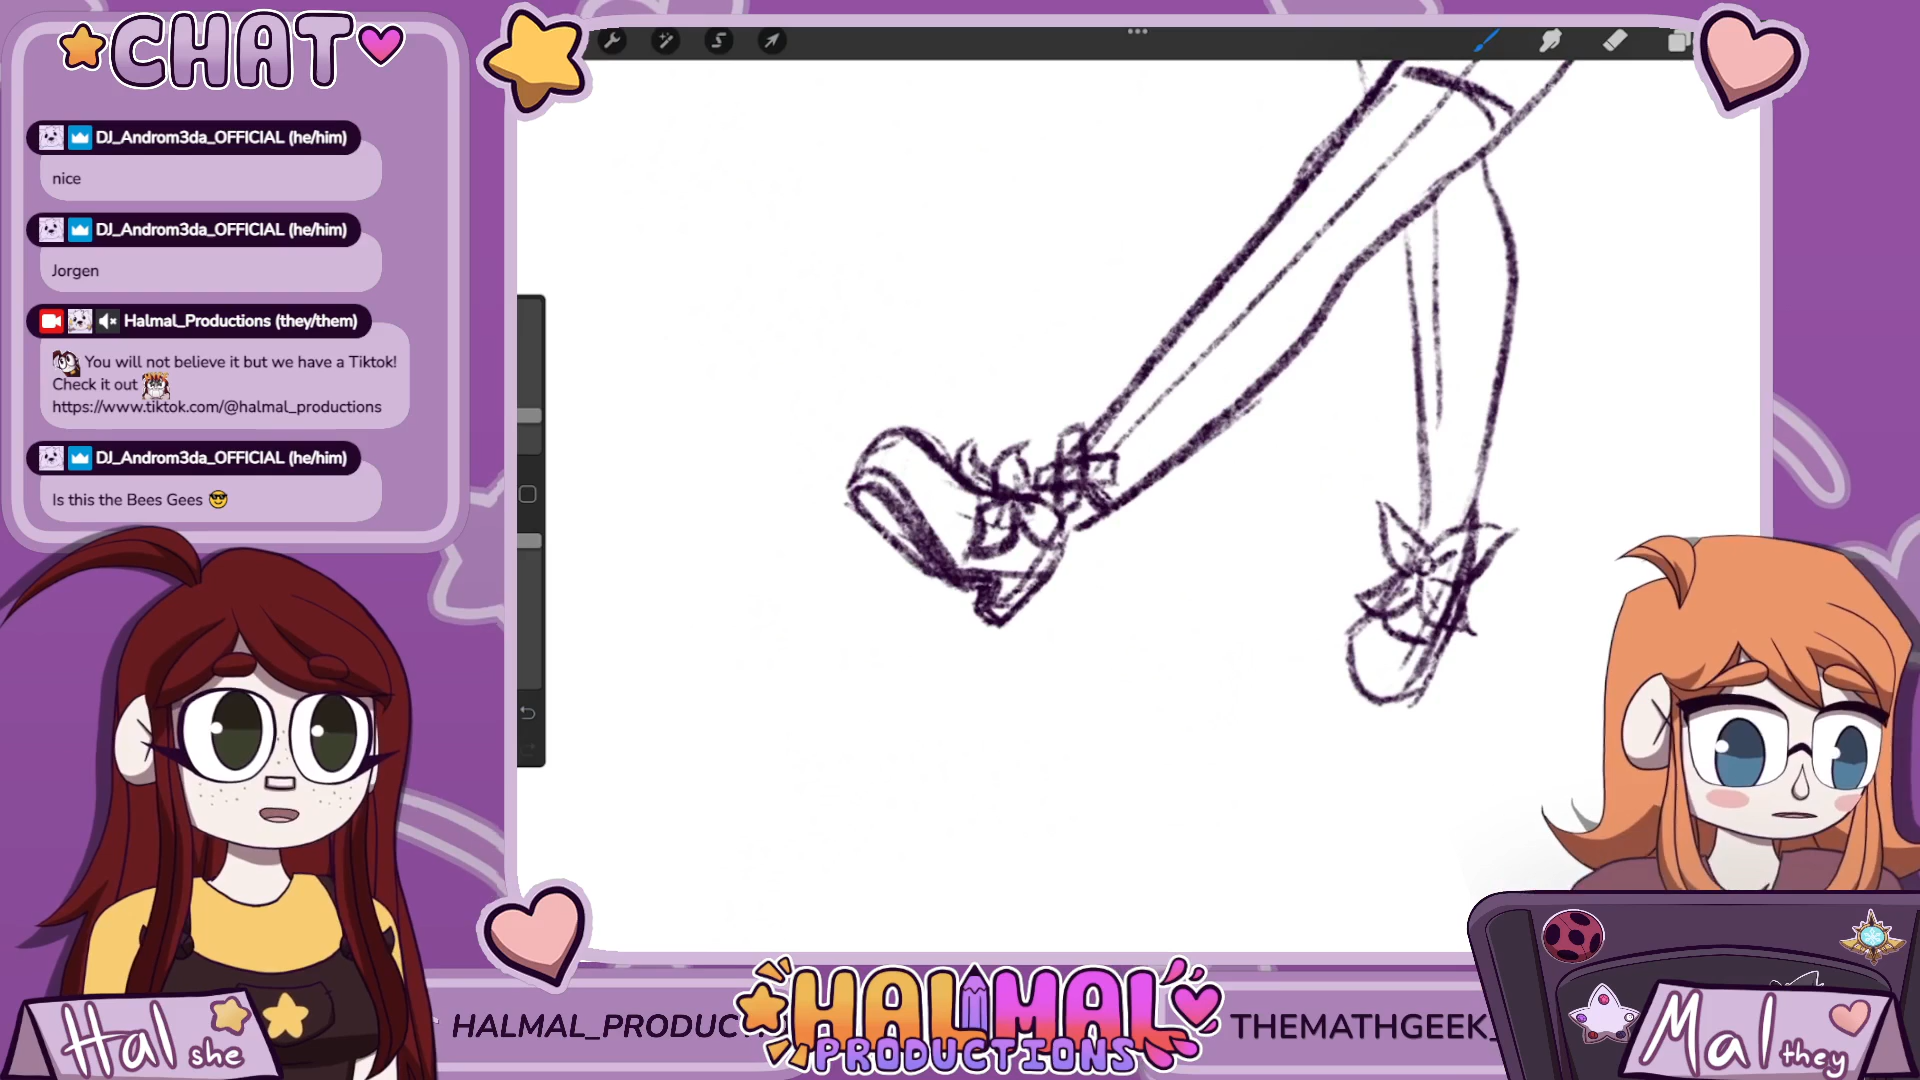 CHAT
DJ_Androm3da_OFFICIAL (he/him)
nice
DJ_Androm3da_OFFICIAL (he/him)
Jorgen
Halmal_Productions (they/them)
You will not believe it but we have a Tiktok!
Check it out
https://www.tiktok.com/@halmal_productions
DJ_Androm3da_OFFICIAL (he/him)
Is this the Bees Gees 😎
Hal she
HALMAL_PRODUC
HALMAL
PRODUCTIONS
THEMATHGEEK_
Mal they